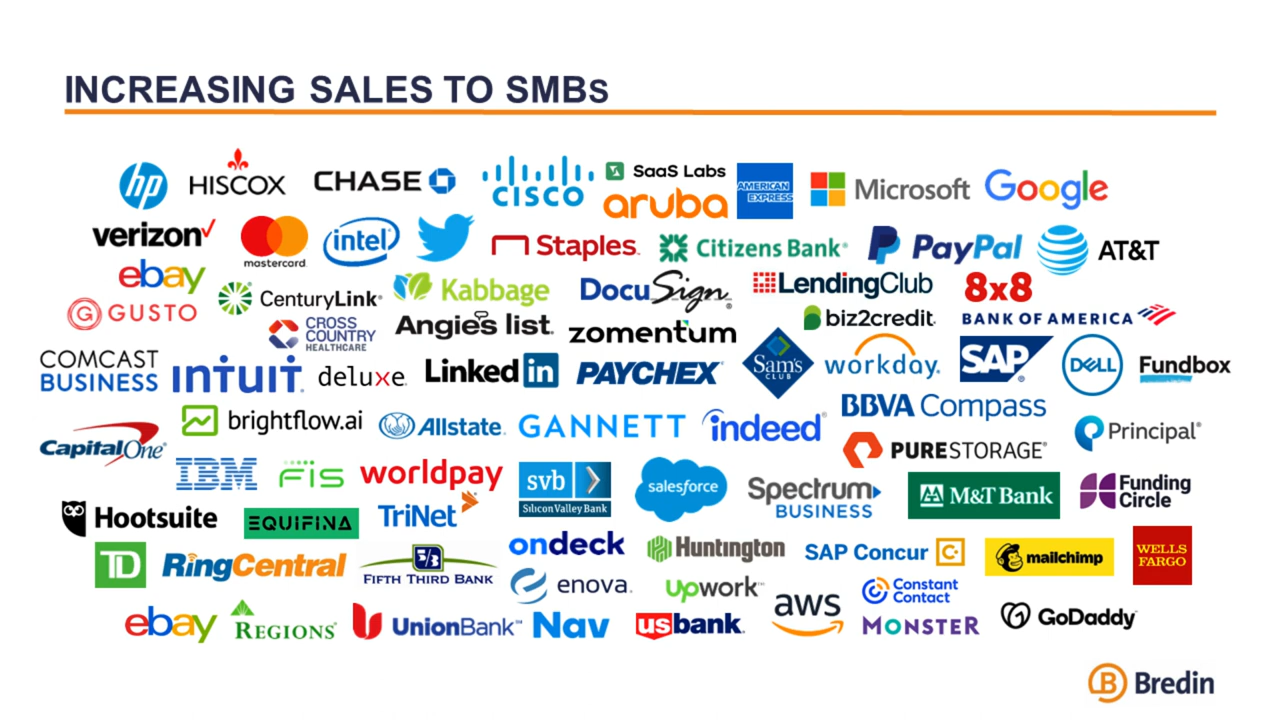 INCREASING SALES TO SMBs
hp
HISCOX
CHASE
CISCO
SaaS Labs
aruba
AMERICAN
EXPRESS
Microsoft
Google
verizon
mastercard
intel
Staples
Citizens Bank
PayPal
AT&T
ebay
GUSTO
CenturyLink
Kabbage
DocuSign
LendingClub
8x8
CROSS
COUNTRY
HEALTHCARE
Angie's list
zomentum
biz2credit
BANK OF AMERICA
COMCAST
BUSINESS
intuit
deluxe
Linked in
PAYCHEX
Sam's
CLUB
workday
SAP
DELL
Fundbox
Capital One
brightflow.ai
Allstate
GANNETT
indeed
BBVA Compass
PURESTORAGE
Principal
IBM
FIS
worldpay
svb
Silicon Valley Bank
salesforce
Spectrum
BUSINESS
M&T Bank
Funding
Circle
Hootsuite
EQUIFINA
TriNet
TD
RingCentral
5/3
FIFTH THIRD BANK
ondeck
Huntington
SAP Concur C
mailchimp
WELLS
FARGO
enova
upwork
aws
Constant
Contact
ebay
REGIONS
UnionBank
Nav
usbank
MONSTER
GoDaddy
B Bredin